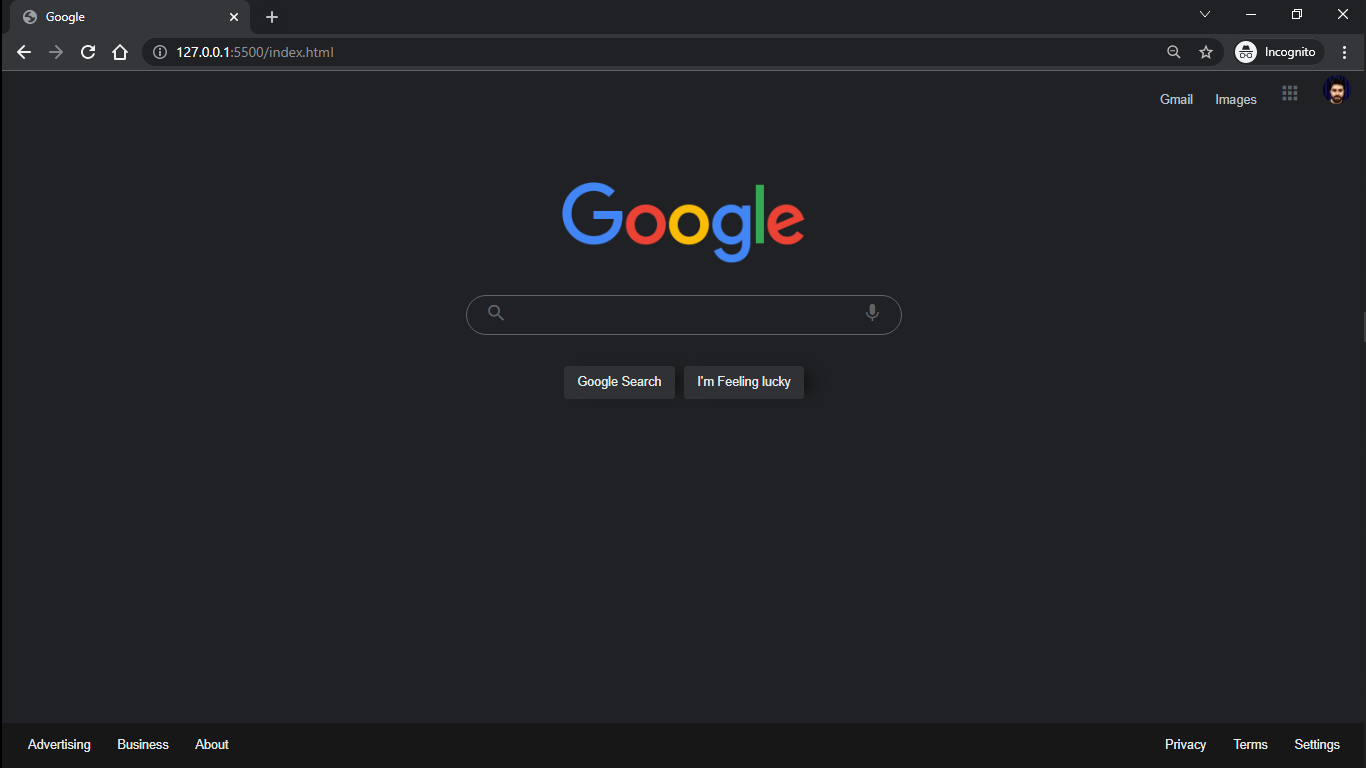 Google
127.0.0.1:5500/index.html
Incognito
Gmail Images
Google
Google Search I'm Feeling lucky
Advertising Business About Privacy Terms Settings